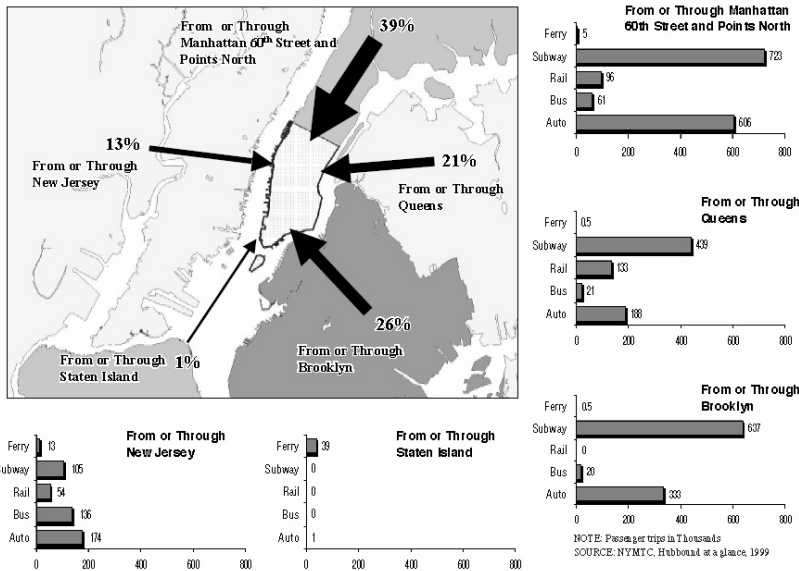 From or Through
Manhattan 60th Street and
Points North
39%
13%
From or Through
New Jersey
21%
From or Through
Queens
26%
From or Through
Brooklyn
From or Through
Staten Island
1%
From or Through Manhattan
60th Street and Points North
Ferry 5
Subway 723
Rail 96
Bus 61
Auto 606
0 200 400 600 800
From or Through
Queens
Ferry 0.5
Subway 439
Rail 133
Bus 21
Auto 188
0 200 400 600 800
From or Through
Brooklyn
Ferry 0.5
Subway 637
Rail 0
Bus 20
Auto 333
0 200 400 600 800
From or Through
New Jersey
Ferry 13
Subway 105
Rail 54
Bus 136
Auto 174
0 200 400 600 800
From or Through
Staten Island
Ferry 39
Subway 0
Rail 0
Bus 0
Auto 1
0 200 400 600 800
NOTE: Passenger trips in Thousands
SOURCE: NYMTC, Hubbound at a glance, 1999